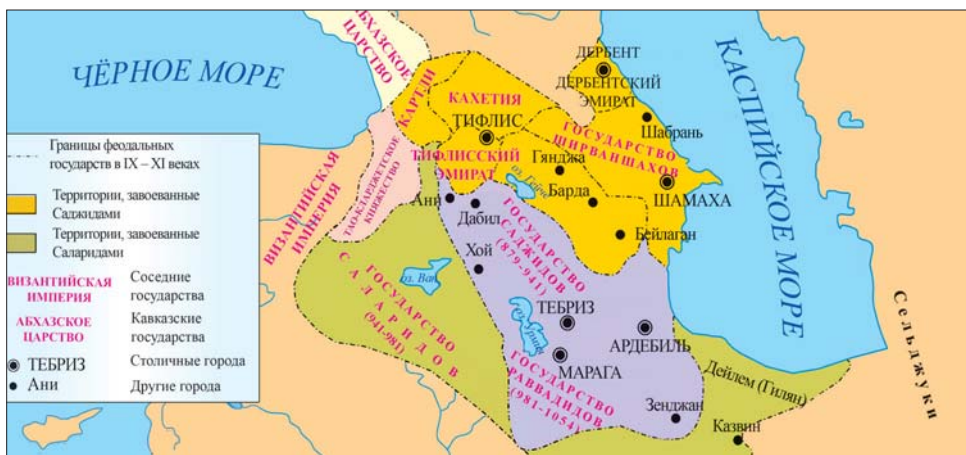 ЧЁРНОЕ МОРЕ
АБХАЗСКОЕ
ЦАРСТВО
КАРТЛИ
КАХЕТИЯ
ТИФЛИС
ТИФЛИССКИЙ
ЭМИРАТ
ДЕРБЕНТ
ДЕРБЕНТСКИЙ
ЭМИРАТ
Шабрань
ГОСУДАРСТВО
ШИРВАНШАХОВ
ШАМАХА
КАСПИЙСКОЕ МОРЕ
Гянджа
Барда
Бейлаган
оз. Гёйче
Ани
Дабил
Хой
ВИЗАНТИЙСКАЯ
ИМПЕРИЯ
ТАО-КЛАРДЖЕТСКОЕ
КНЯЖЕСТВО
ГОСУДАРСТВО
САДЖИДОВ
(879-941)
оз. Ван
ГОСУДАРСТВО
САЛАРИДОВ
(941-981)
оз. Урмия
ТЕБРИЗ
АРДЕБИЛЬ
МАРАГА
ГОСУДАРСТВО
РАВВАДИДОВ
(981-1054)
Зенджан
Дейлем (Гилян)
Казвин
Сельджуки
Границы феодальных
государств в IX – XI веках
Территории, завоеванные
Саджидами
Территории, завоеванные
Саларидами
ВИЗАНТИЙСКАЯ
ИМПЕРИЯ
Соседние
государства
АБХАЗСКОЕ
ЦАРСТВО
Кавказские
государства
ТЕБРИЗ
Столичные города
Ани
Другие города